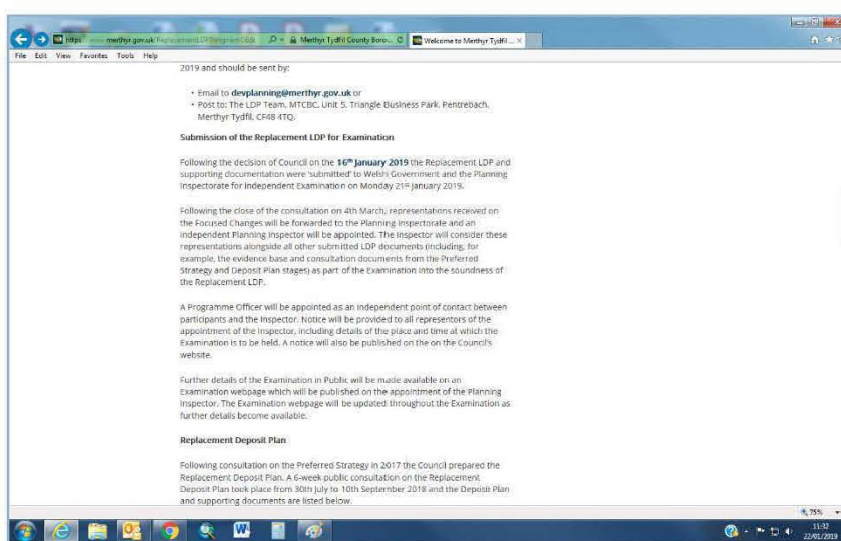 merthyr.gov.uk
Merthyr Tydfil County Boro...
Welcome to Merthyr Tydfil ...
File Edit View Favorites Tools Help
2019 and should be sent by:
• Email to devplanning@merthyr.gov.uk or
• Post to: The LDP Team, MTCBC, Unit 5, Triangle Business Park, Pentrebach,
Merthyr Tydfil, CF48 4TQ.
Submission of the Replacement LDP for Examination
Following the decision of Council on the 16th January 2019 the Replacement LDP and
supporting documentation were 'submitted' to Welsh Government and the Planning
Inspectorate for independent Examination on Monday 21st January 2019.
Following the close of the consultation on 4th March, representations received on
the Focused Changes will be forwarded to the Planning Inspectorate and an
independent Planning Inspector will be appointed. The Inspector will consider these
representations alongside all other submitted LDP documents (including, for
example, the evidence base and consultation documents from the Preferred
Strategy and Deposit Plan stages) as part of the Examination into the soundness of
the Replacement LDP.
A Programme Officer will be appointed as an independent point of contact between
participants and the Inspector. Notice will be provided to all representors of the
appointment of the Inspector, including details of the place and time at which the
Examination is to be held. A notice will also be published on the on the Council's
website.
Further details of the Examination in Public will be made available on an
Examination webpage which will be published on the appointment of the Planning
Inspector. The Examination webpage will be updated throughout the Examination as
further details become available.
Replacement Deposit Plan
Following consultation on the Preferred Strategy in 2017 the Council prepared the
Replacement Deposit Plan. A 6-week public consultation on the Replacement
Deposit Plan took place from 30th July to 10th September 2018 and the Deposit Plan
and supporting documents are listed below.
75%
11:32
22/01/2019